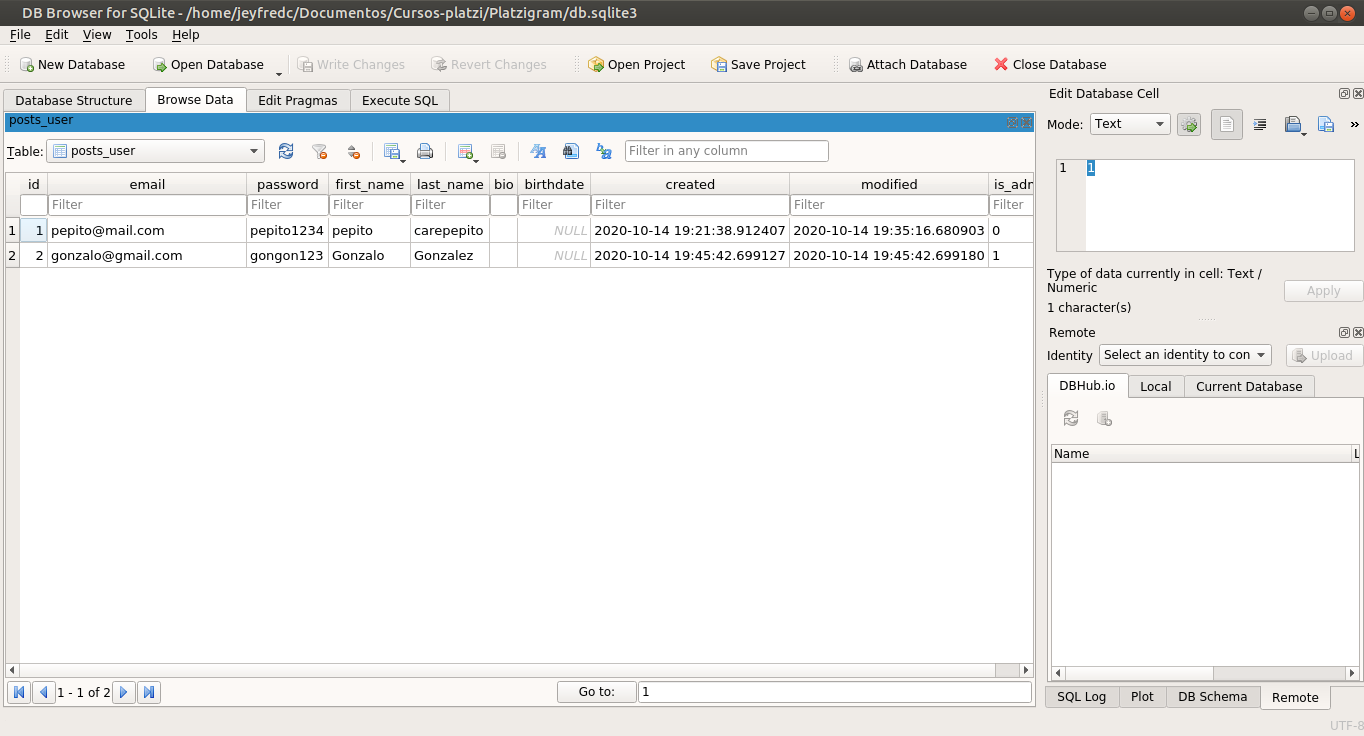 DB Browser for SQLite - /home/jeyfredc/Documentos/Cursos-platzi/Platzigram/db.sqlite3
File Edit View Tools Help
New Database Open Database Write Changes Revert Changes Open Project Save Project Attach Database Close Database
Database Structure Browse Data Edit Pragmas Execute SQL
posts_user
Table: posts_user Filter in any column
id email password first_name last_name bio birthdate created modified is_adm
Filter Filter Filter Filter Filter Filter Filter Filter
1 1 pepito@mail.com pepito1234 pepito carepepito NULL 2020-10-14 19:21:38.912407 2020-10-14 19:35:16.680903 0
2 2 gonzalo@gmail.com gongon123 Gonzalo Gonzalez NULL 2020-10-14 19:45:42.699127 2020-10-14 19:45:42.699180 1
1 - 1 of 2 Go to: 1
Edit Database Cell
Mode: Text »
1 1
Type of data currently in cell: Text /
Numeric
1 character(s)
Apply
Remote
Identity Select an identity to con Upload
DBHub.io Local Current Database
Name L
SQL Log Plot DB Schema Remote
UTF-8